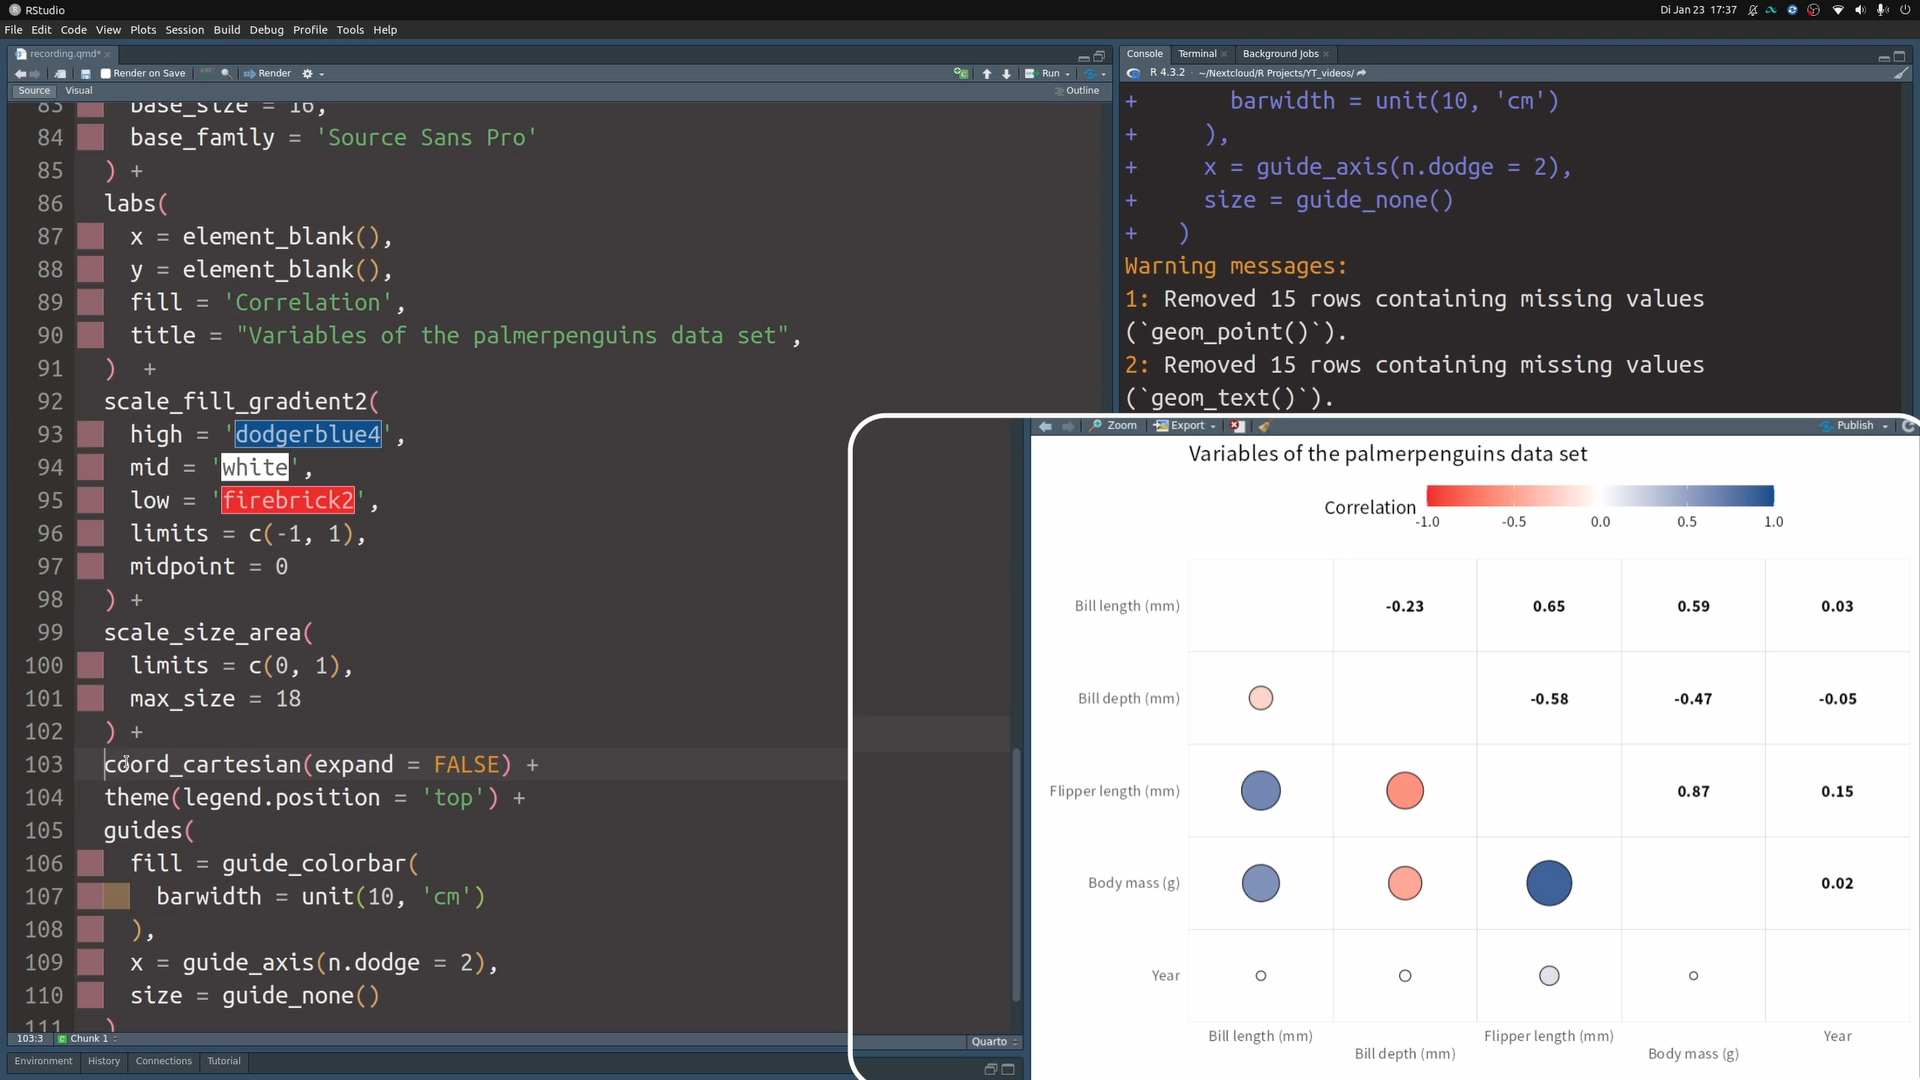 RStudio
Di Jan 23 17:37
File Edit Code View Plots Session Build Debug Profile Tools Help
recording.qmd*
Render on Save
Render
Run
Source Visual
Outline
83 base_size = 16,
84 base_family = 'Source Sans Pro'
85 ) +
86 labs(
87 x = element_blank(),
88 y = element_blank(),
89 fill = 'Correlation',
90 title = "Variables of the palmerpenguins data set",
91 )  +
92 scale_fill_gradient2(
93 high = 'dodgerblue4',
94 mid = 'white',
95 low = 'firebrick2',
96 limits = c(-1, 1),
97 midpoint = 0
98 ) +
99 scale_size_area(
100 limits = c(0, 1),
101 max_size = 18
102 ) +
103 coord_cartesian(expand = FALSE) +
104 theme(legend.position = 'top') +
105 guides(
106 fill = guide_colorbar(
107 barwidth = unit(10, 'cm')
108 ),
109 x = guide_axis(n.dodge = 2),
110 size = guide_none()
111 )
103:3 Chunk 1
Quarto
Environment History Connections Tutorial
Console Terminal Background Jobs
R 4.3.2 · ~/Nextcloud/R Projects/YT_videos/
+ barwidth = unit(10, 'cm')
+ ),
+ x = guide_axis(n.dodge = 2),
+ size = guide_none()
+ )
Warning messages:
1: Removed 15 rows containing missing values
(`geom_point()`).
2: Removed 15 rows containing missing values
(`geom_text()`).
Zoom Export Publish
Variables of the palmerpenguins data set
Correlation
-1.0 -0.5 0.0 0.5 1.0
Bill length (mm) -0.23 0.65 0.59 0.03
Bill depth (mm) -0.58 -0.47 -0.05
Flipper length (mm) 0.87 0.15
Body mass (g) 0.02
Year
Bill length (mm) Flipper length (mm) Year
Bill depth (mm) Body mass (g)